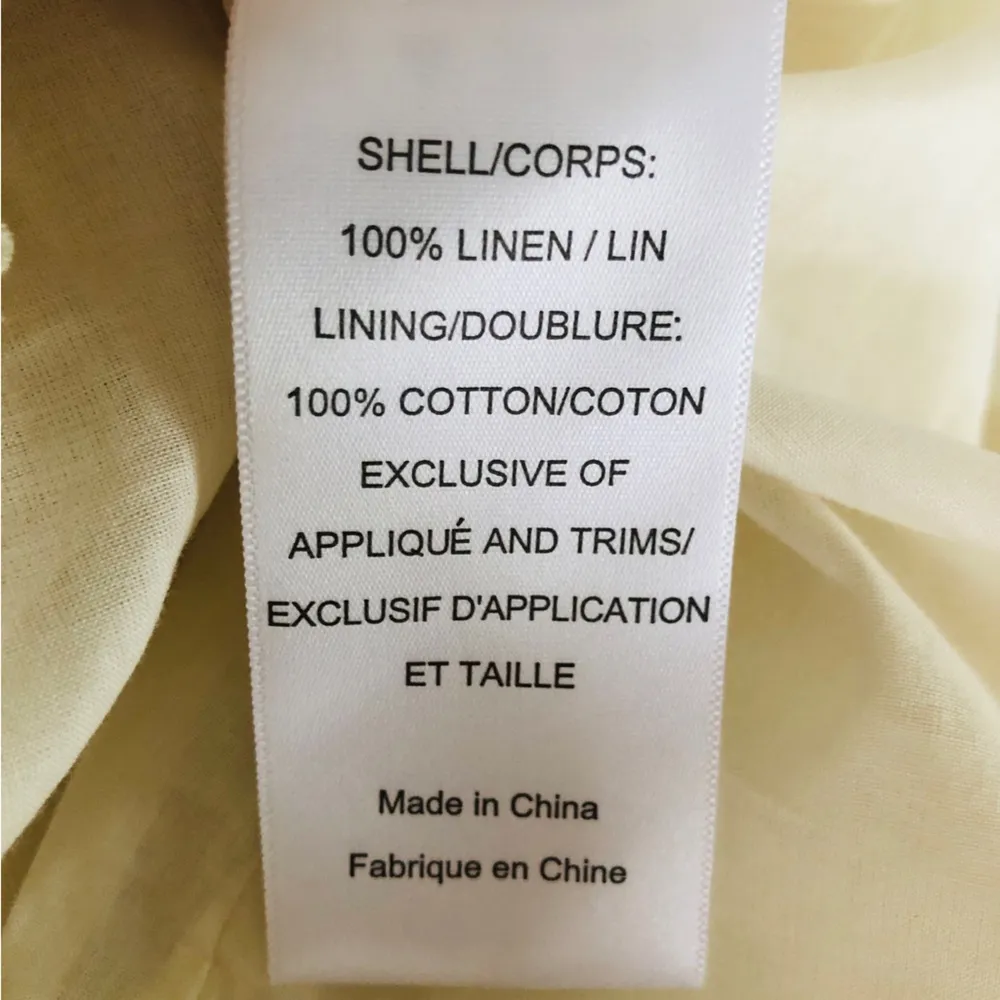 SHELL/CORPS:
100% LINEN / LIN
LINING/DOUBLURE:
100% COTTON/COTON
EXCLUSIVE OF
APPLIQUÉ AND TRIMS/
EXCLUSIF D'APPLICATION
ET TAILLE
Made in China
Fabrique en Chine